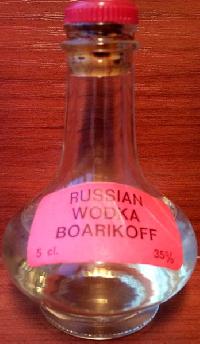 RUSSIAN
WODKA
BOARIKOFF
5 cl. 35%